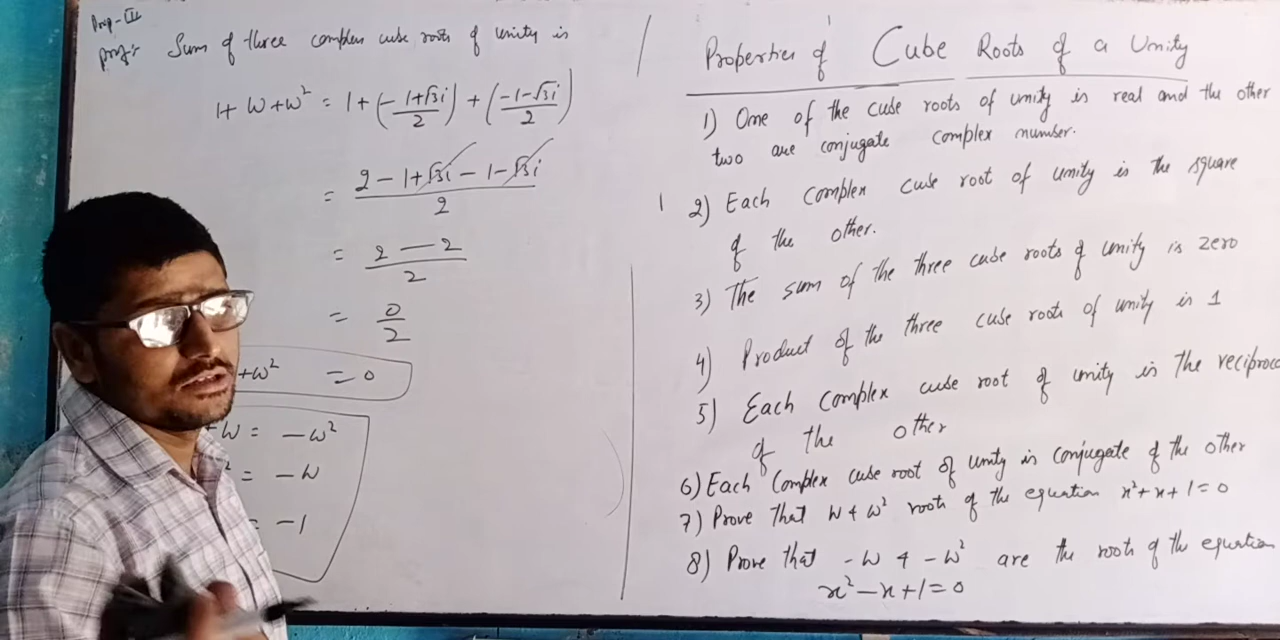 Prop-III
proof:- Sum of three complex cube roots of unity is
1 + ω + ω² = 1 + (-1+√3i/2) + (-1-√3i/2)
= 2 - 1 + √3i - 1 - √3i / 2
= 2 - 2 / 2
= 0/2
+ω² = 0
+ω = -ω²
² = -ω
= -1
Properties of Cube Roots of a Unity
1) One of the cube roots of unity is real and the other
two are conjugate complex number.
2) Each complex cube root of unity is the square
of the other.
3) The sum of the three cube roots of unity is zero
4) Product of the three cube roots of unity is 1
5) Each complex cube root of unity is the reciproca
of the other
6) Each Complex cube root of unity is conjugate of the other
7) Prove that ω & ω² roots of the equation x²+x+1=0
8) Prove that -ω & -ω² are the roots of the equation
x²-x+1=0